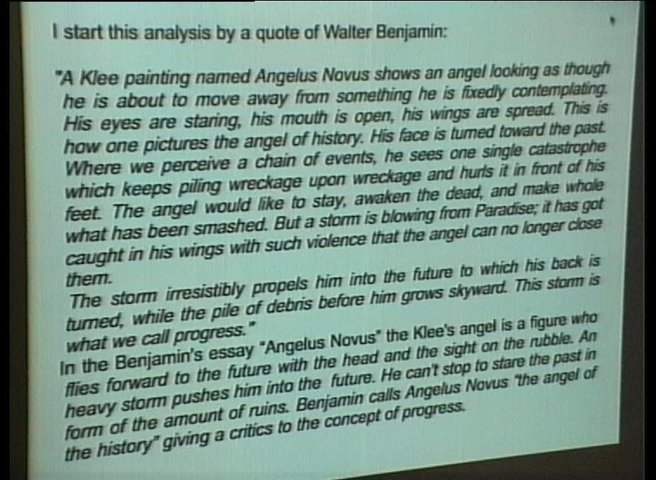 I start this analysis by a quote of Walter Benjamin:
"A Klee painting named Angelus Novus shows an angel looking as though
he is about to move away from something he is fixedly contemplating.
His eyes are staring, his mouth is open, his wings are spread. This is
how one pictures the angel of history. His face is turned toward the past.
Where we perceive a chain of events, he sees one single catastrophe
which keeps piling wreckage upon wreckage and hurls it in front of his
feet. The angel would like to stay, awaken the dead, and make whole
what has been smashed. But a storm is blowing from Paradise; it has got
caught in his wings with such violence that the angel can no longer close
them.
The storm irresistibly propels him into the future to which his back is
turned, while the pile of debris before him grows skyward. This storm is
what we call progress."
In the Benjamin's essay "Angelus Novus" the Klee's angel is a figure who
flies forward to the future with the head and the sight on the rubble. An
heavy storm pushes him into the future. He can't stop to stare the past in
form of the amount of ruins. Benjamin calls Angelus Novus "the angel of
the history" giving a critics to the concept of progress.